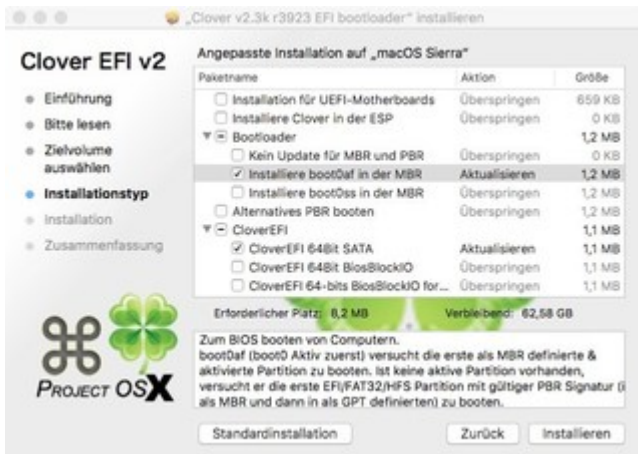 „Clover v2.3k r3923 EFI bootloader“ installieren
Clover EFI v2
Angepasste Installation auf „macOS Sierra“
Paketname Aktion Größe
Einführung
Bitte lesen
Zielvolume
auswählen
Installationstyp
Installation
Zusammenfassung
Installation für UEFI-Motherboards Überspringen 659 KB
Installiere Clover in der ESP Überspringen 0 KB
Bootloader 1,2 MB
Kein Update für MBR und PBR Überspringen 0 KB
Installiere boot0af in der MBR Aktualisieren 1,2 MB
Installiere boot0ss in der MBR Überspringen 1,2 MB
Alternatives PBR booten Überspringen 1,2 MB
CloverEFI 1,1 MB
CloverEFI 64Bit SATA Aktualisieren 1,1 MB
CloverEFI 64Bit BiosBlockIO Überspringen 1,1 MB
CloverEFI 64-bits BiosBlockIO for... Überspringen 1,1 MB
Erforderlicher Platz: 8,2 MB Verbleibend: 62,58 GB
Zum BIOS booten von Computern.
boot0af (boot0 Aktiv zuerst) versucht die erste als MBR definierte &
aktivierte Partition zu booten. Ist keine aktive Partition vorhanden,
versucht er die erste EFI/FAT32/HFS Partition mit gültiger PBR Signatur (i
als MBR und dann in als GPT definierten) zu booten.
PROJECT OSX
Standardinstallation Zurück Installieren